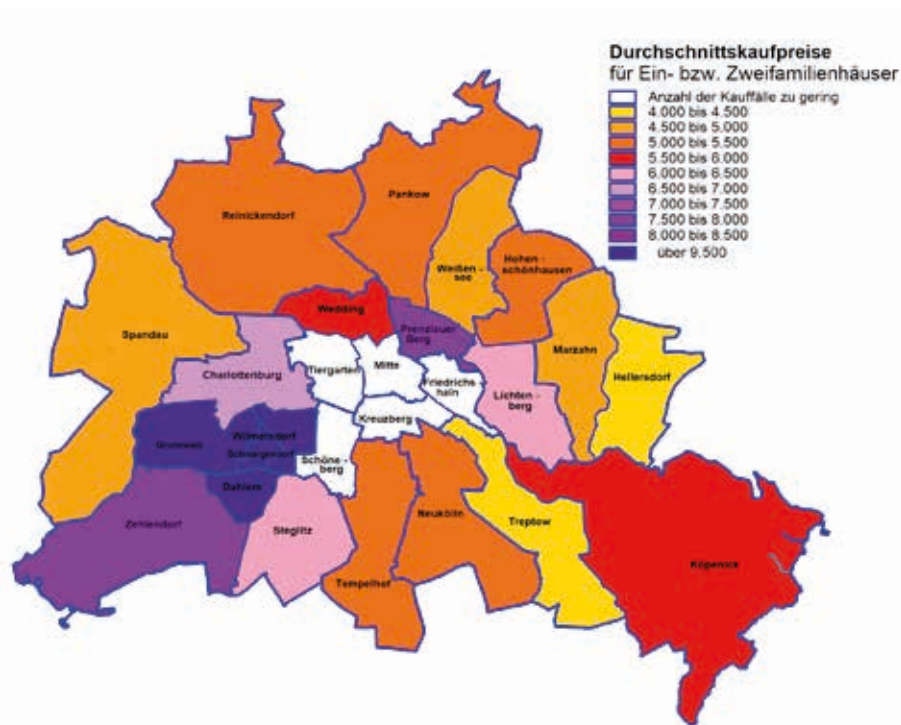 Durchschnittskaufpreise
für Ein- bzw. Zweifamilienhäuser
Anzahl der Kauffälle zu gering
4.000 bis 4.500
4.500 bis 5.000
5.000 bis 5.500
5.500 bis 6.000
6.000 bis 6.500
6.500 bis 7.000
7.000 bis 7.500
7.500 bis 8.000
8.000 bis 8.500
über 9.500
Pankow
Reinickendorf
Weißen -
see
Hohen -
schönhausen
Wedding
Prenzlauer
Berg
Spandau
Marzahn
Hellersdorf
Charlottenburg
Tiergarten
Mitte
Friedrichs
hain
Lichten -
berg
Kreuzberg
Grunewald
Wilmersdorf
Schmargendorf
Schöne -
berg
Dahlem
Zehlendorf
Steglitz
Neukölln
Treptow
Tempelhof
Köpenick